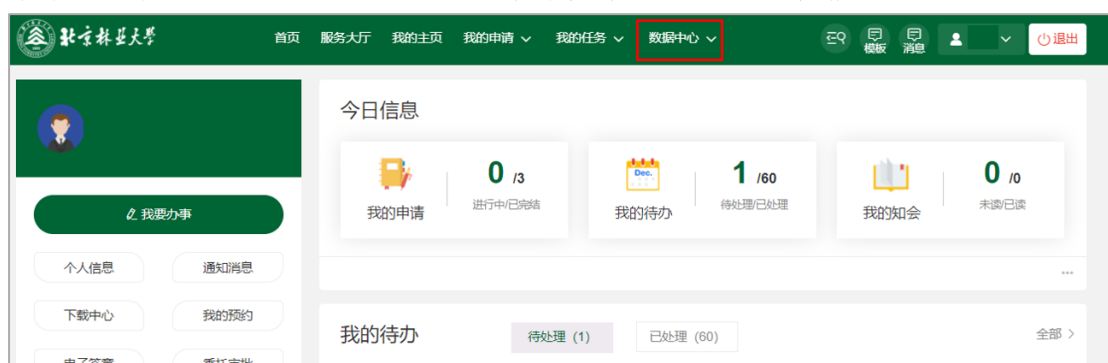 北京林业大学 首页 服务大厅 我的主页 我的申请 我的任务 数据中心 模板 消息 退出
今日信息
0 /3 1 /60 0 /0
我的申请 进行中/已完结 Dec. 我的待办 待处理/已处理 我的知会 未读/已读
我要办事
个人信息 通知消息
下载中心 我的预约
我的待办 待处理 (1) 已处理 (60) 全部